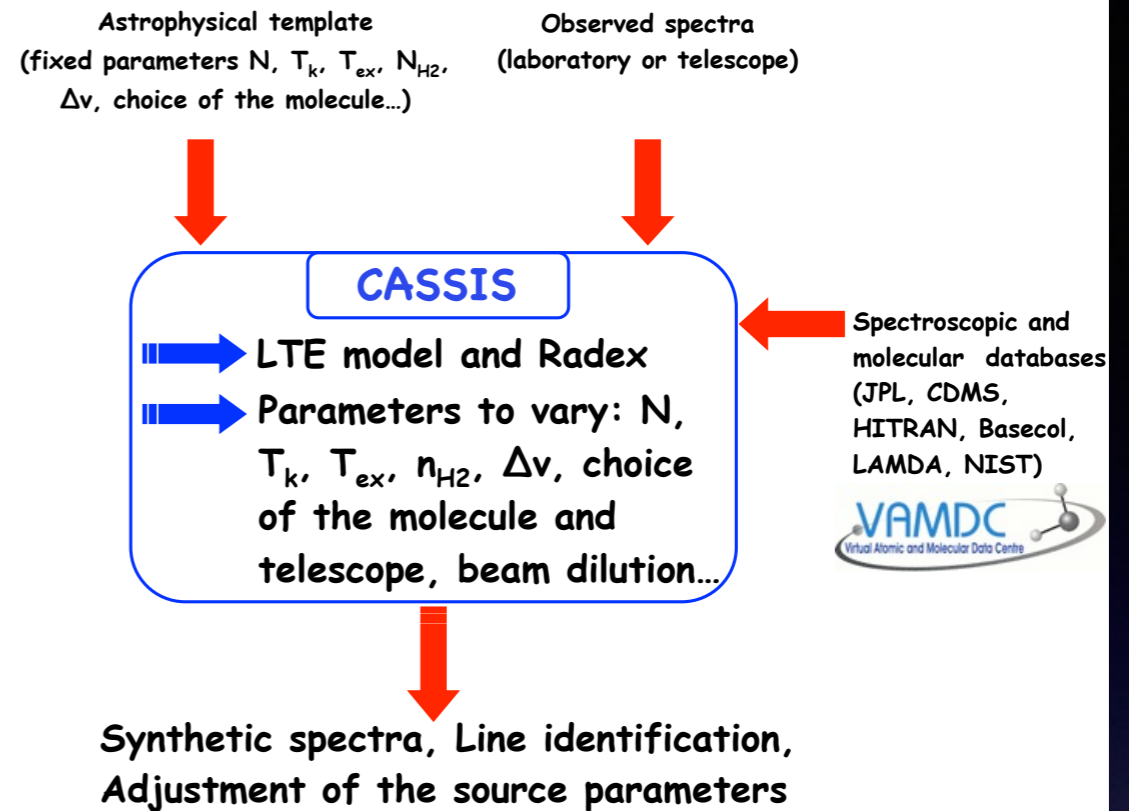 Astrophysical template
(fixed parameters N, Tk, Tex, NH2,
Δv, choice of the molecule…)
Observed spectra
(laboratory or telescope)
CASSIS
LTE model and Radex
Parameters to vary: N,
Tk, Tex, nH2, Δv, choice
of the molecule and
telescope, beam dilution…
Spectroscopic and
molecular databases
(JPL, CDMS,
HITRAN, Basecol,
LAMDA, NIST)
VAMDC
Virtual Atomic and Molecular Data Centre
Synthetic spectra, Line identification,
Adjustment of the source parameters